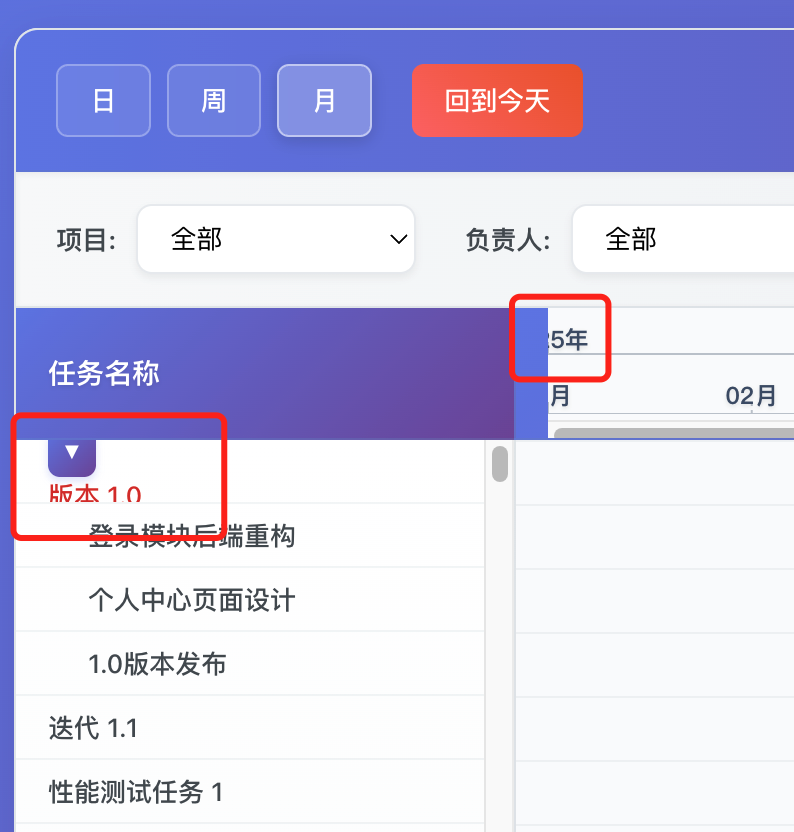 日 周 月 回到今天
项目: 全部 负责人: 全部
5年
任务名称
月 02月
▼
版本 1.0
登录模块后端重构
个人中心页面设计
1.0版本发布
迭代 1.1
性能测试任务 1